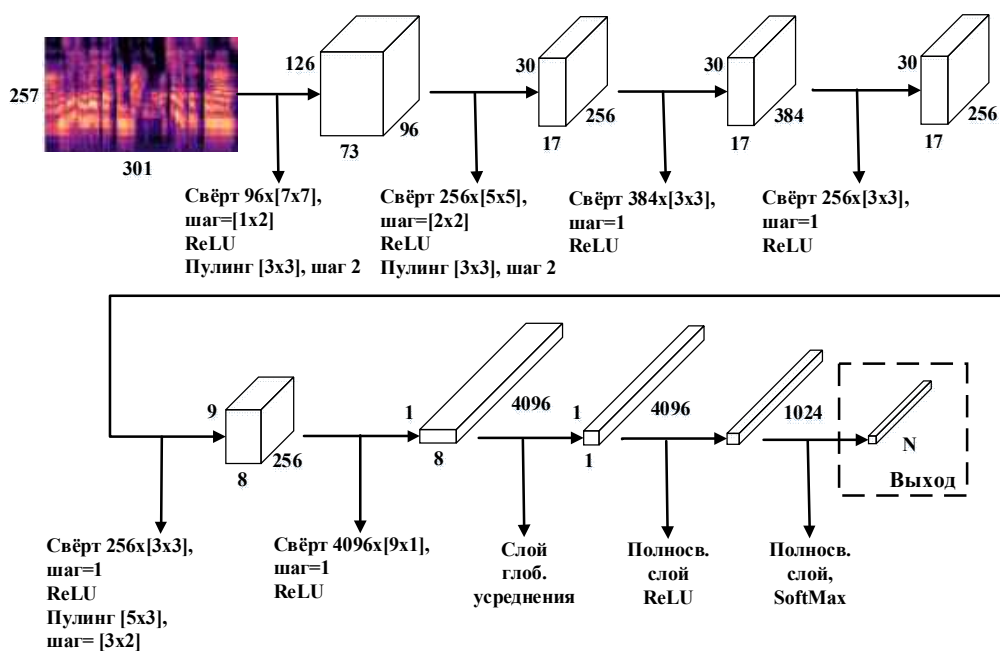 257
301
126
73
96
30
17
256
30
17
384
30
17
256
Свёрт 96x[7x7],
шаг=[1x2]
ReLU
Пулинг [3x3], шаг 2
Свёрт 256x[5x5],
шаг=[2x2]
ReLU
Пулинг [3x3], шаг 2
Свёрт 384x[3x3],
шаг=1
ReLU
Свёрт 256x[3x3],
шаг=1
ReLU
9
8
256
1
8
4096
1
1
4096
1024
N
Выход
Свёрт 256x[3x3],
шаг=1
ReLU
Пулинг [5x3],
шаг= [3x2]
Свёрт 4096x[9x1],
шаг=1
ReLU
Слой
глоб.
усреднения
Полносв.
слой
ReLU
Полносв.
слой,
SoftMax